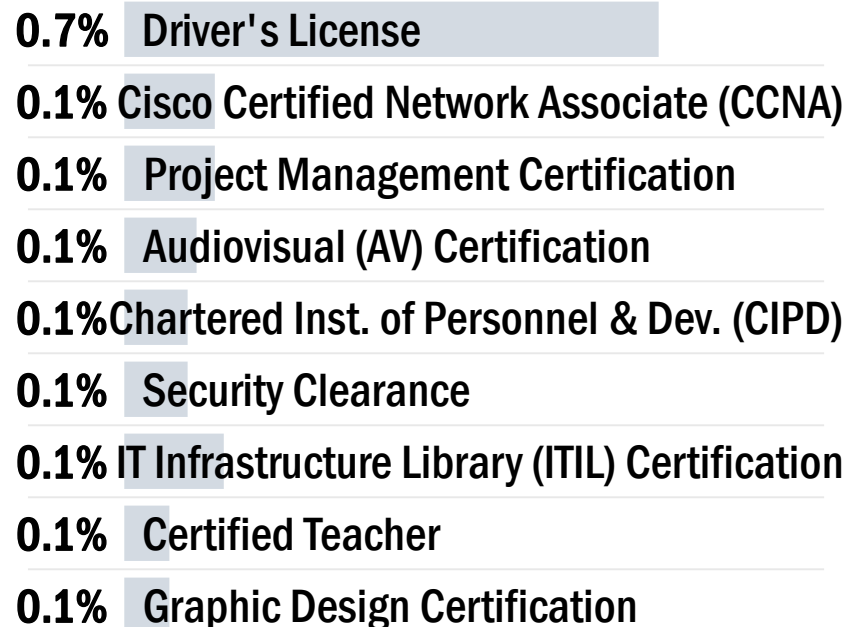 0.7% Driver's License
0.1% Cisco Certified Network Associate (CCNA)
0.1% Project Management Certification
0.1% Audiovisual (AV) Certification
0.1% Chartered Inst. of Personnel & Dev. (CIPD)
0.1% Security Clearance
0.1% IT Infrastructure Library (ITIL) Certification
0.1% Certified Teacher
0.1% Graphic Design Certification